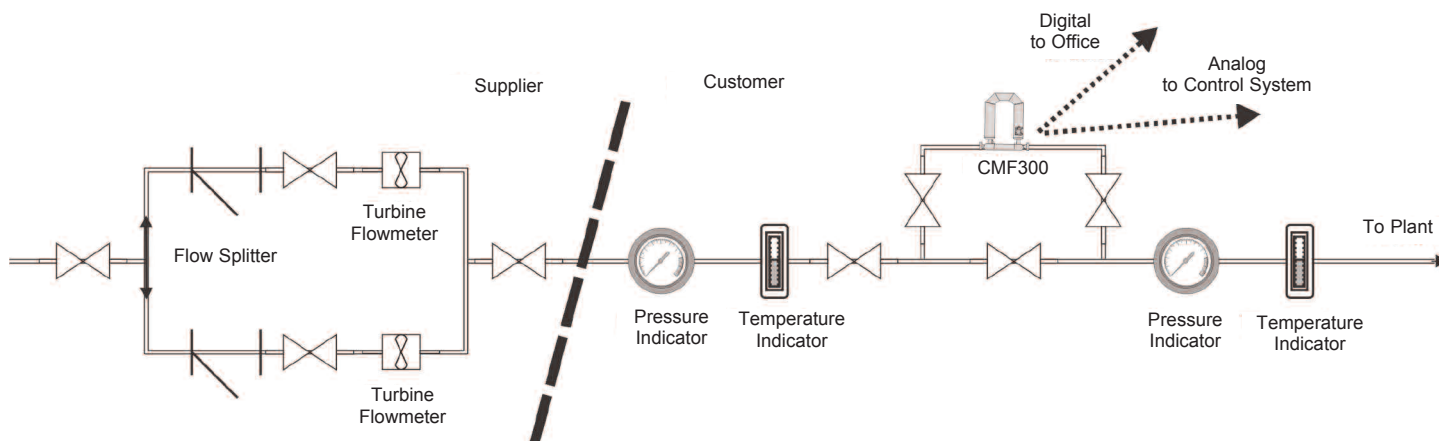 Digital
to Office
Analog
to Control System
Supplier
Customer
CMF300
Turbine
Flowmeter
Flow Splitter
To Plant
Pressure
Indicator
Temperature
Indicator
Pressure
Indicator
Temperature
Indicator
Turbine
Flowmeter